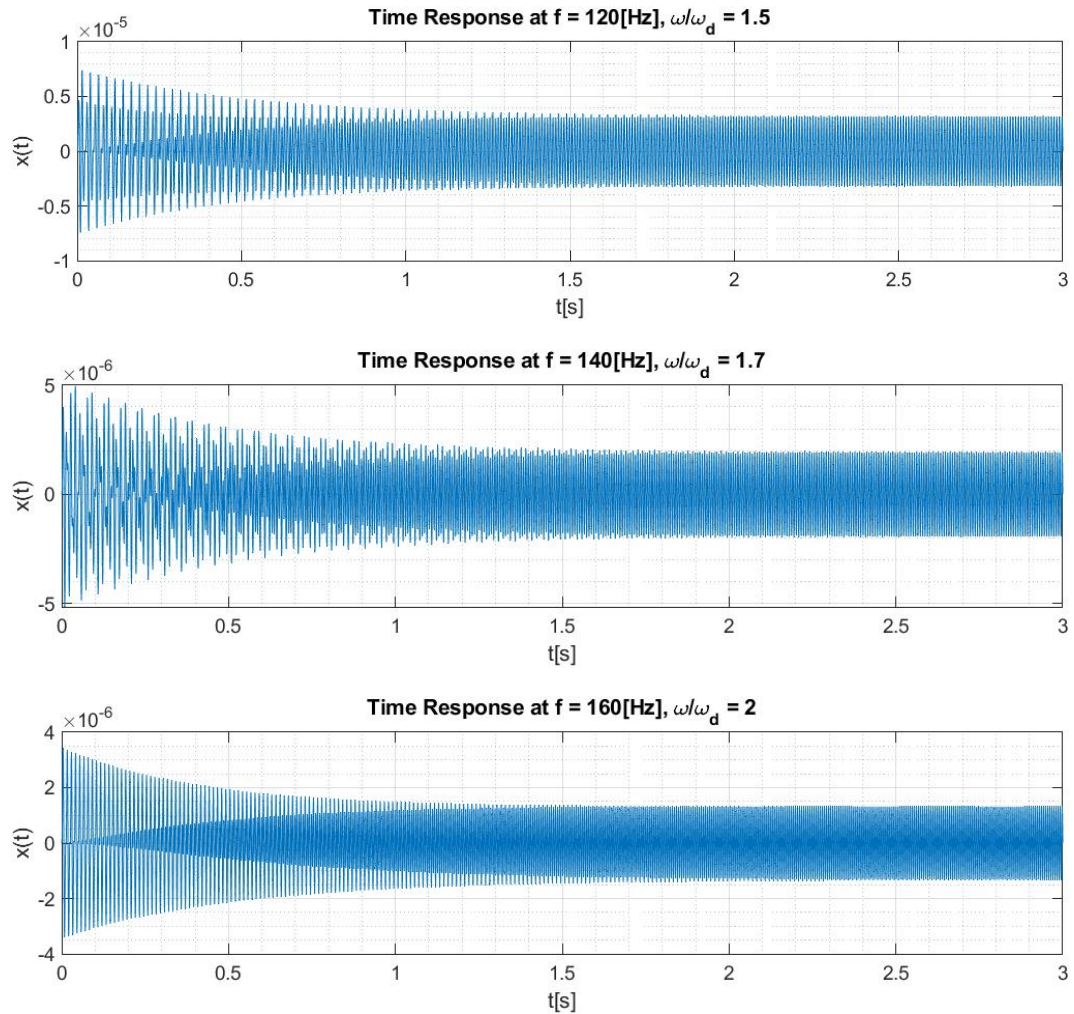 Time Response at f = 120[Hz], ω/ω_d = 1.5
×10^-5
1
0.5
0
-0.5
-1
x(t)
0 0.5 1 1.5 2 2.5 3
t[s]
Time Response at f = 140[Hz], ω/ω_d = 1.7
×10^-6
5
0
-5
x(t)
0 0.5 1 1.5 2 2.5 3
t[s]
Time Response at f = 160[Hz], ω/ω_d = 2
×10^-6
4
2
0
-2
-4
x(t)
0 0.5 1 1.5 2 2.5 3
t[s]